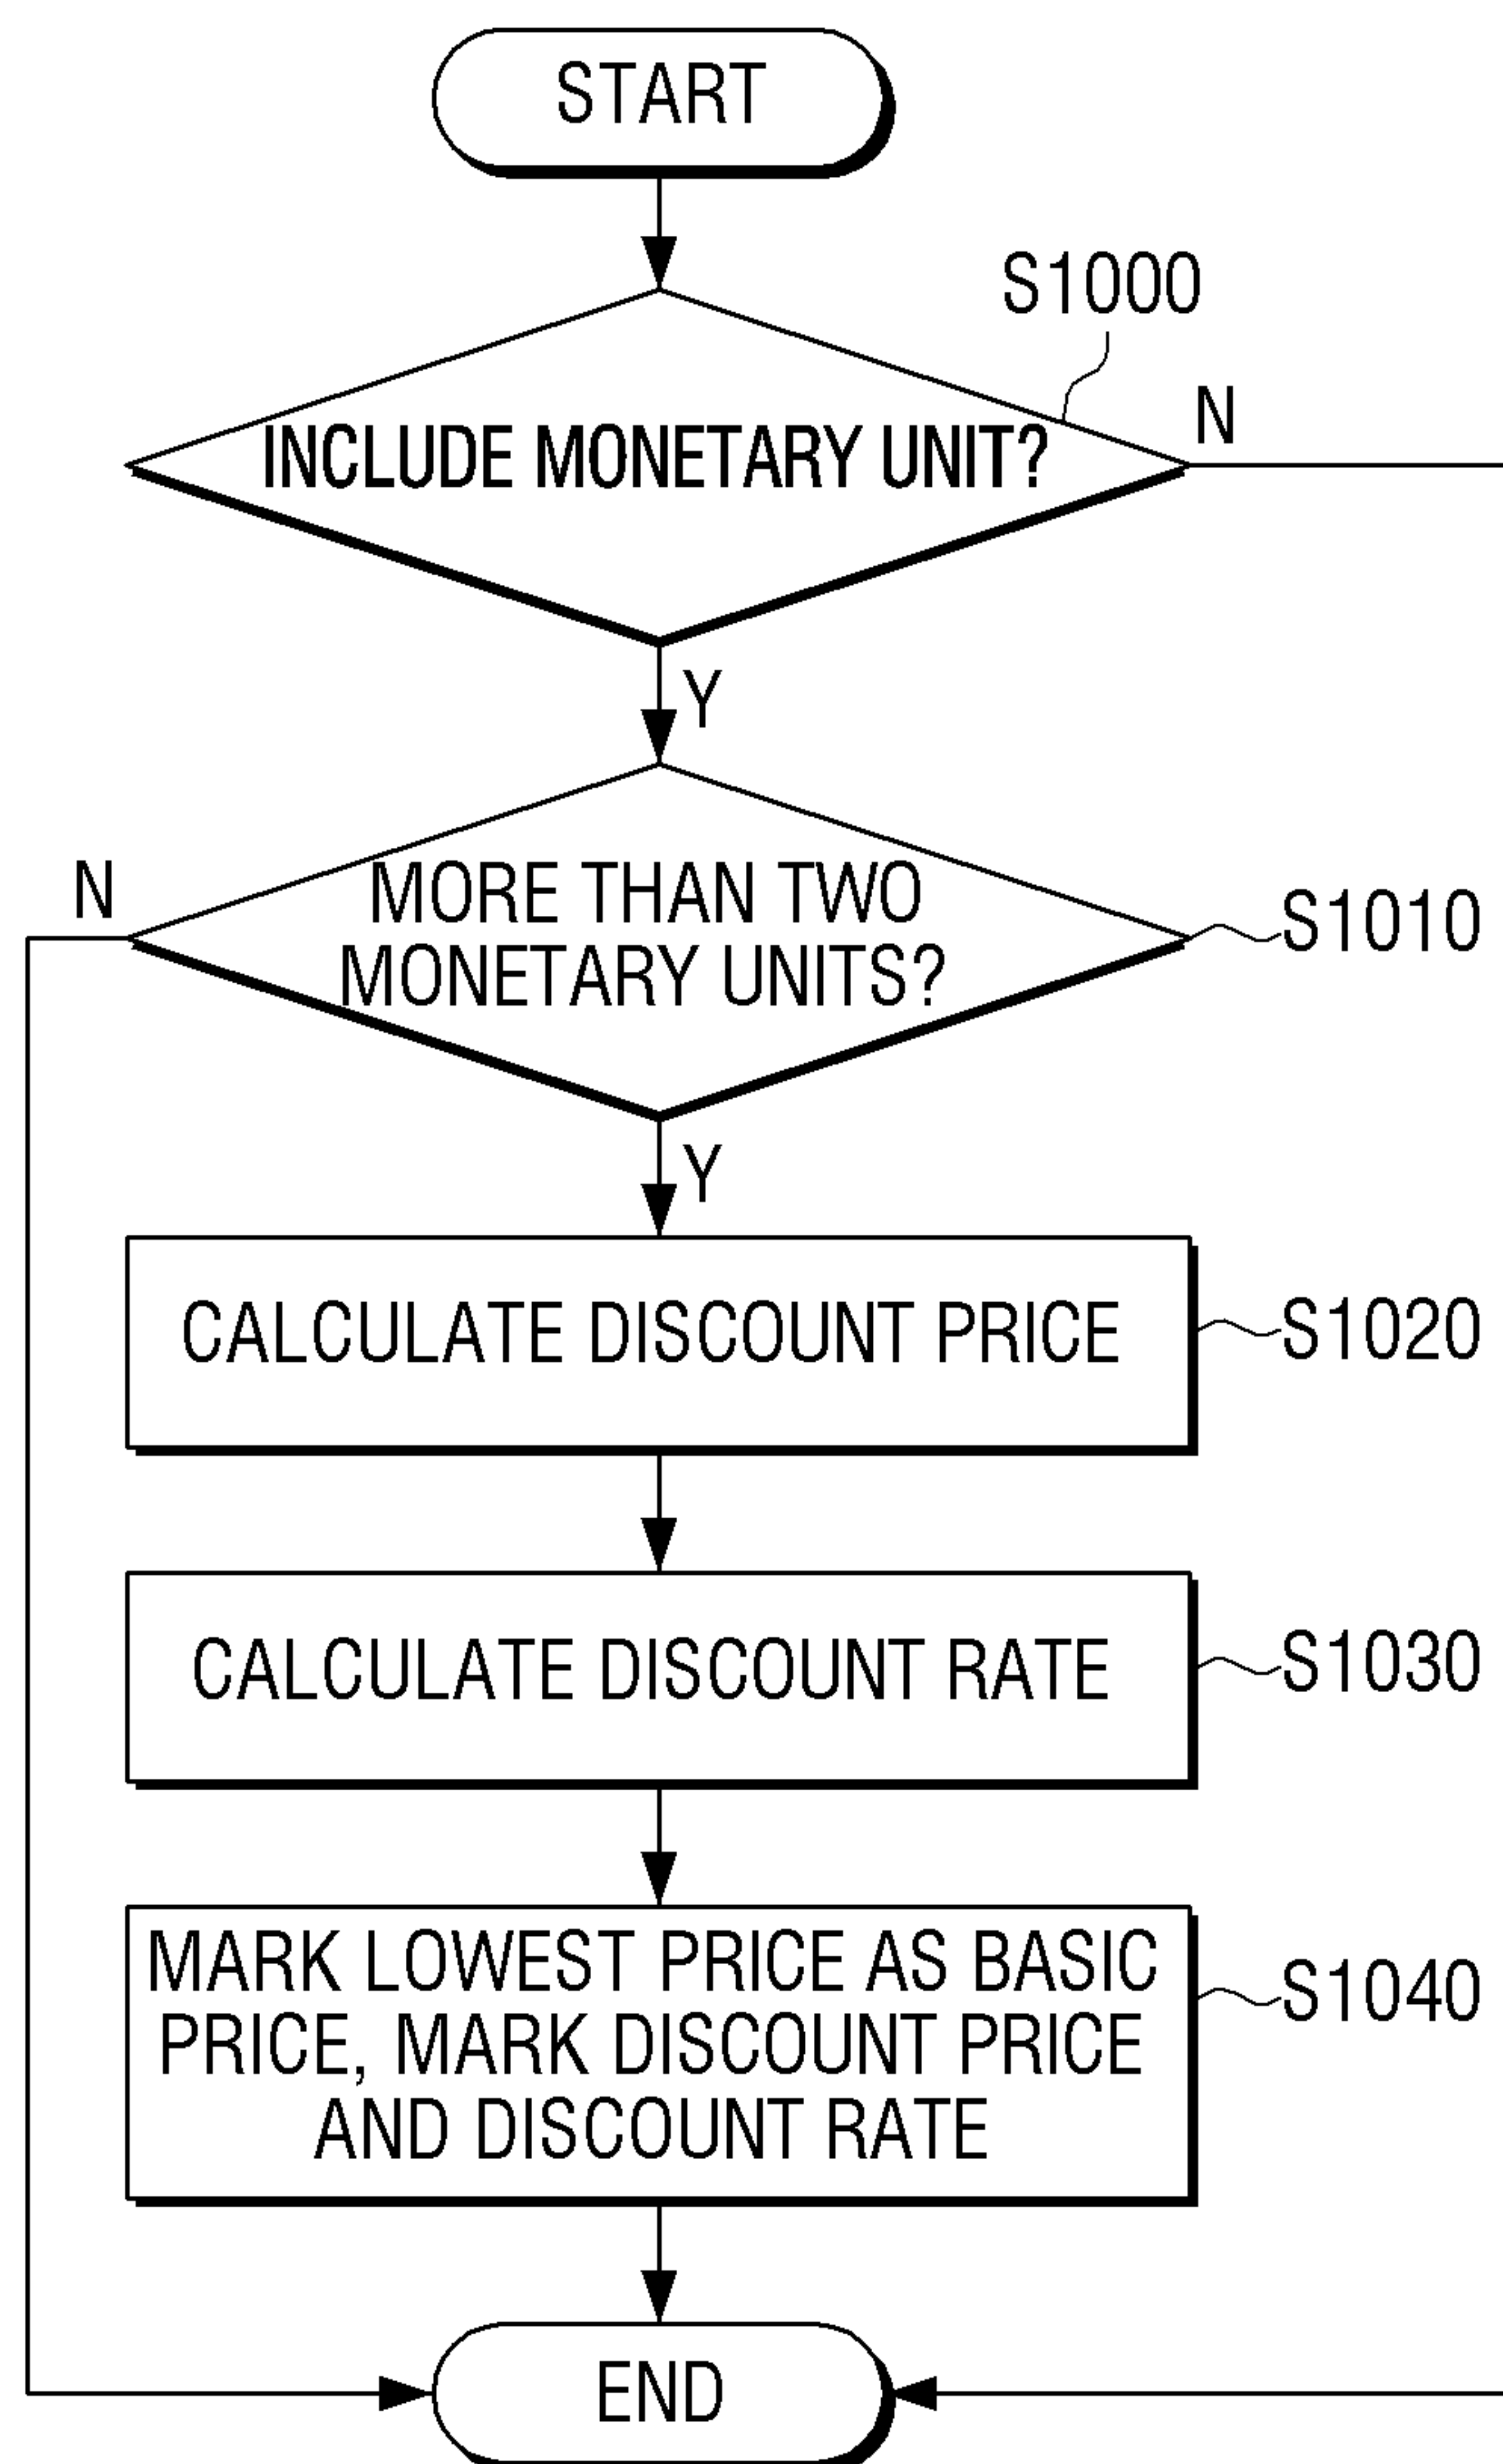 START
S1000
INCLUDE MONETARY UNIT?
N
Y
N
MORE THAN TWO
MONETARY UNITS?
S1010
Y
CALCULATE DISCOUNT PRICE
S1020
CALCULATE DISCOUNT RATE
S1030
MARK LOWEST PRICE AS BASIC
PRICE, MARK DISCOUNT PRICE
AND DISCOUNT RATE
S1040
END